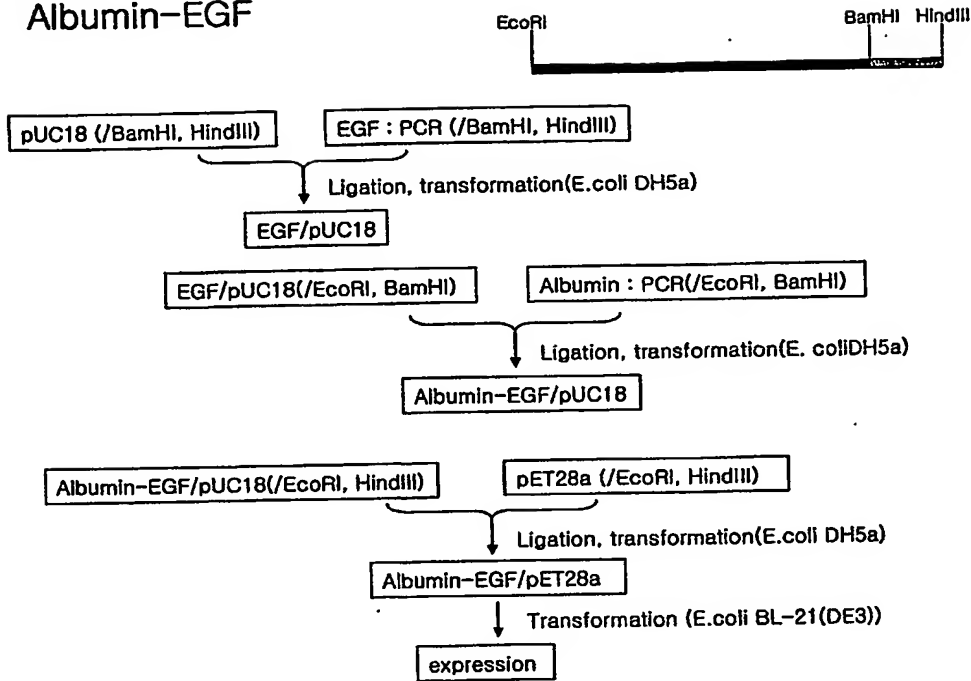 Albumin-EGF
EcoRI BamHI HindIII
pUC18 (/BamHI, HindIII) EGF : PCR (/BamHI, HindIII)
Ligation, transformation(E.coli DH5a)
EGF/pUC18
EGF/pUC18(/EcoRI, BamHI) Albumin : PCR(/EcoRI, BamHI)
Ligation, transformation(E. coliDH5a)
Albumin-EGF/pUC18
Albumin-EGF/pUC18(/EcoRI, HindIII) pET28a (/EcoRI, HindIII)
Ligation, transformation(E.coli DH5a)
Albumin-EGF/pET28a
Transformation (E.coli BL-21(DE3))
expression